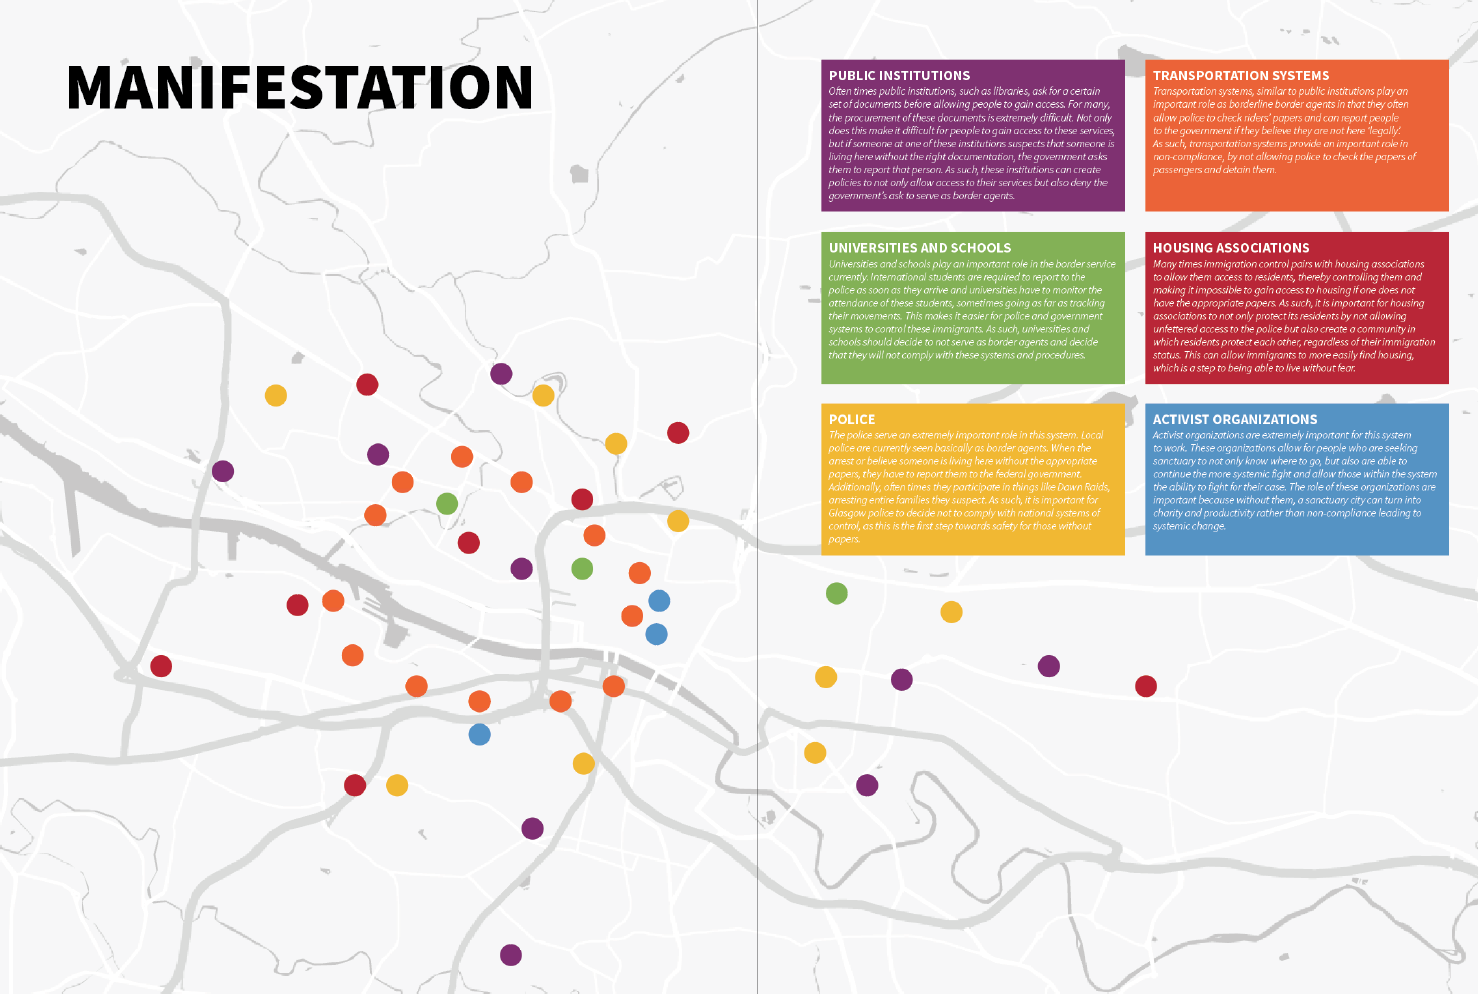 MANIFESTATION
PUBLIC INSTITUTIONS
Often times public institutions, such as libraries, ask for a certain
set of documents before allowing people to gain access. For many,
the procurement of these documents is extremely difficult. Not only
does this make it difficult for people to gain access to these services,
but if someone at one of these institutions suspects that someone is
living here without the right documentation, the government asks
them to report that person. As such, these institutions can create
policies to not only allow access to their services but also deny the
government's ask to serve as border agents.
TRANSPORTATION SYSTEMS
Transportation systems, similar to public institutions play an
important role as borderline border agents in that they often
allow police to check riders' papers and can report people
to the government if they believe they are not here 'legally'.
As such, transportation systems provide an important role in
non-compliance, by not allowing police to check the papers of
passengers and detain them.
UNIVERSITIES AND SCHOOLS
Universities and schools play an important role in the border service
currently. International students are required to report to the
police as soon as they arrive and universities have to monitor the
attendance of these students, sometimes going as far as tracking
their movements. This makes it easier for police and government
systems to control these immigrants. As such, universities and
schools should decide to not serve as border agents and decide
that they will not comply with these systems and procedures.
HOUSING ASSOCIATIONS
Many times immigration control pairs with housing associations
to allow them access to residents, thereby controlling them and
making it impossible to gain access to housing if one does not
have the appropriate papers. As such, it is important for housing
associations to not only protect its residents by not allowing
unfettered access to the police but also create a community in
which residents protect each other, regardless of their immigration
status. This can allow immigrants to more easily find housing,
which is a step to being able to live without fear.
POLICE
The police serve an extremely important role in this system. Local
police are currently seen basically as border agents. When the
arrest or believe someone is living here without the appropriate
papers, they have to report them to the federal government.
Additionally, often times they participate in things like Dawn Raids,
arresting entire families they suspect. As such, it is important for
Glasgow police to decide not to comply with national systems of
control, as this is the first step towards safety for those without
papers.
ACTIVIST ORGANIZATIONS
Activist organizations are extremely important for this system
to work. These organizations allow for people who are seeking
sanctuary to not only know where to go, but also are able to
continue the more systemic fight and allow those within the system
the ability to fight for their case. The role of these organizations are
important because without them, a sanctuary city can turn into
charity and productivity rather than non-compliance leading to
systemic change.